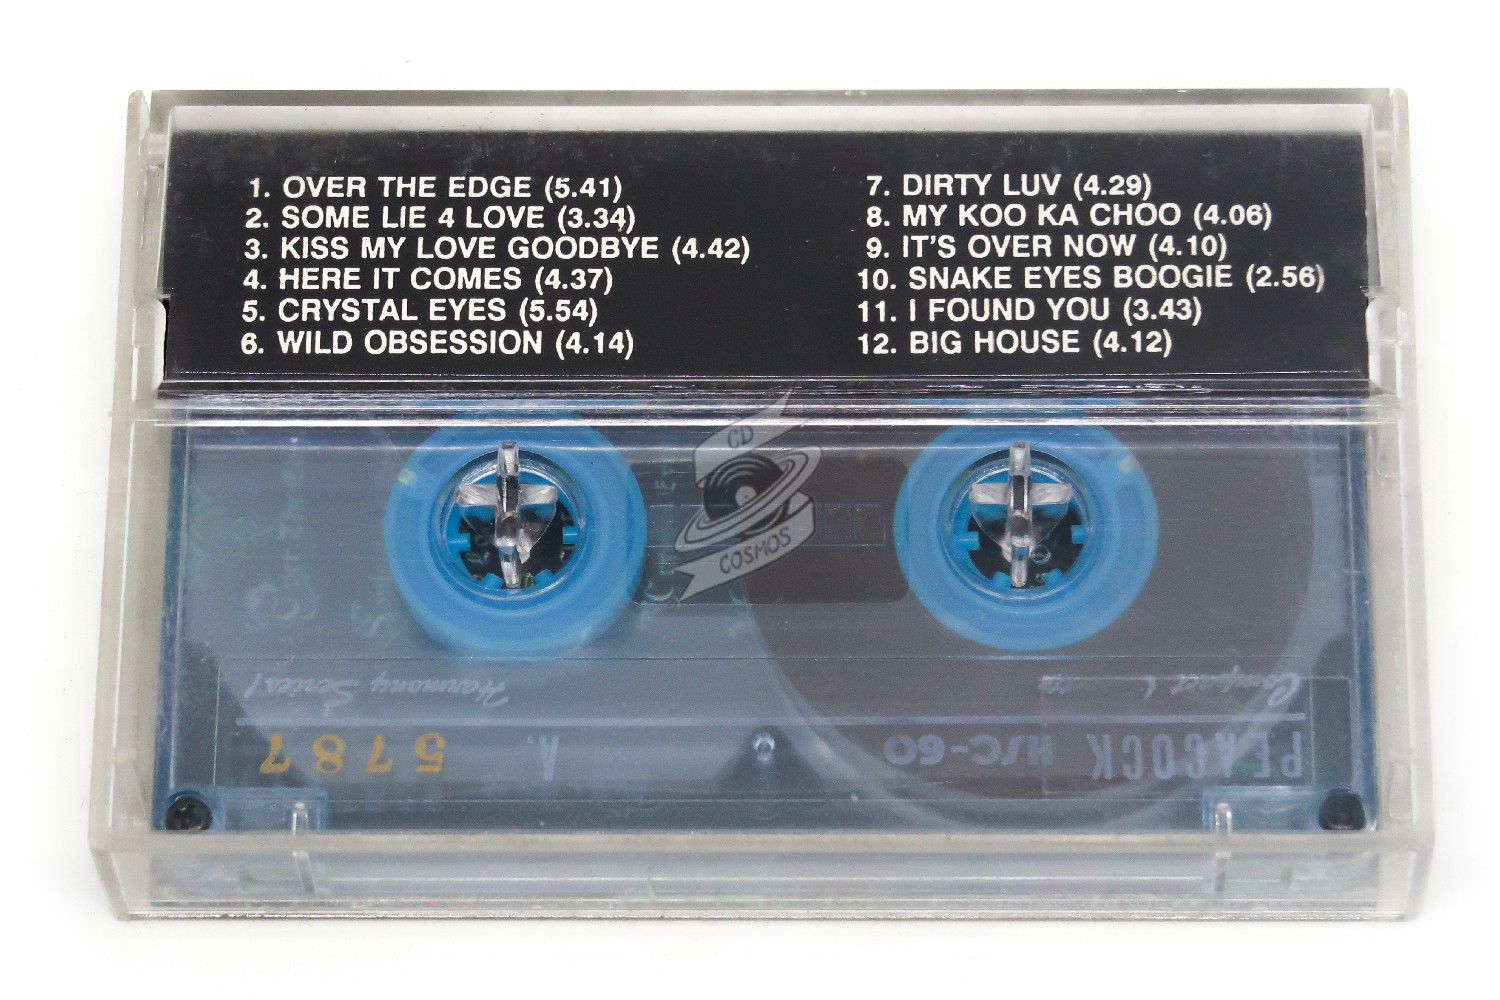 1. OVER THE EDGE (5.41)
2. SOME LIE 4 LOVE (3.34)
3. KISS MY LOVE GOODBYE (4.42)
4. HERE IT COMES (4.37)
5. CRYSTAL EYES (5.54)
6. WILD OBSESSION (4.14)
7. DIRTY LUV (4.29)
8. MY KOO KA CHOO (4.06)
9. IT'S OVER NOW (4.10)
10. SNAKE EYES BOOGIE (2.56)
11. I FOUND YOU (3.43)
12. BIG HOUSE (4.12)
CD
COSMOS
Compact
Harmony Series!
PEACOCK H/C-60 A. 5787